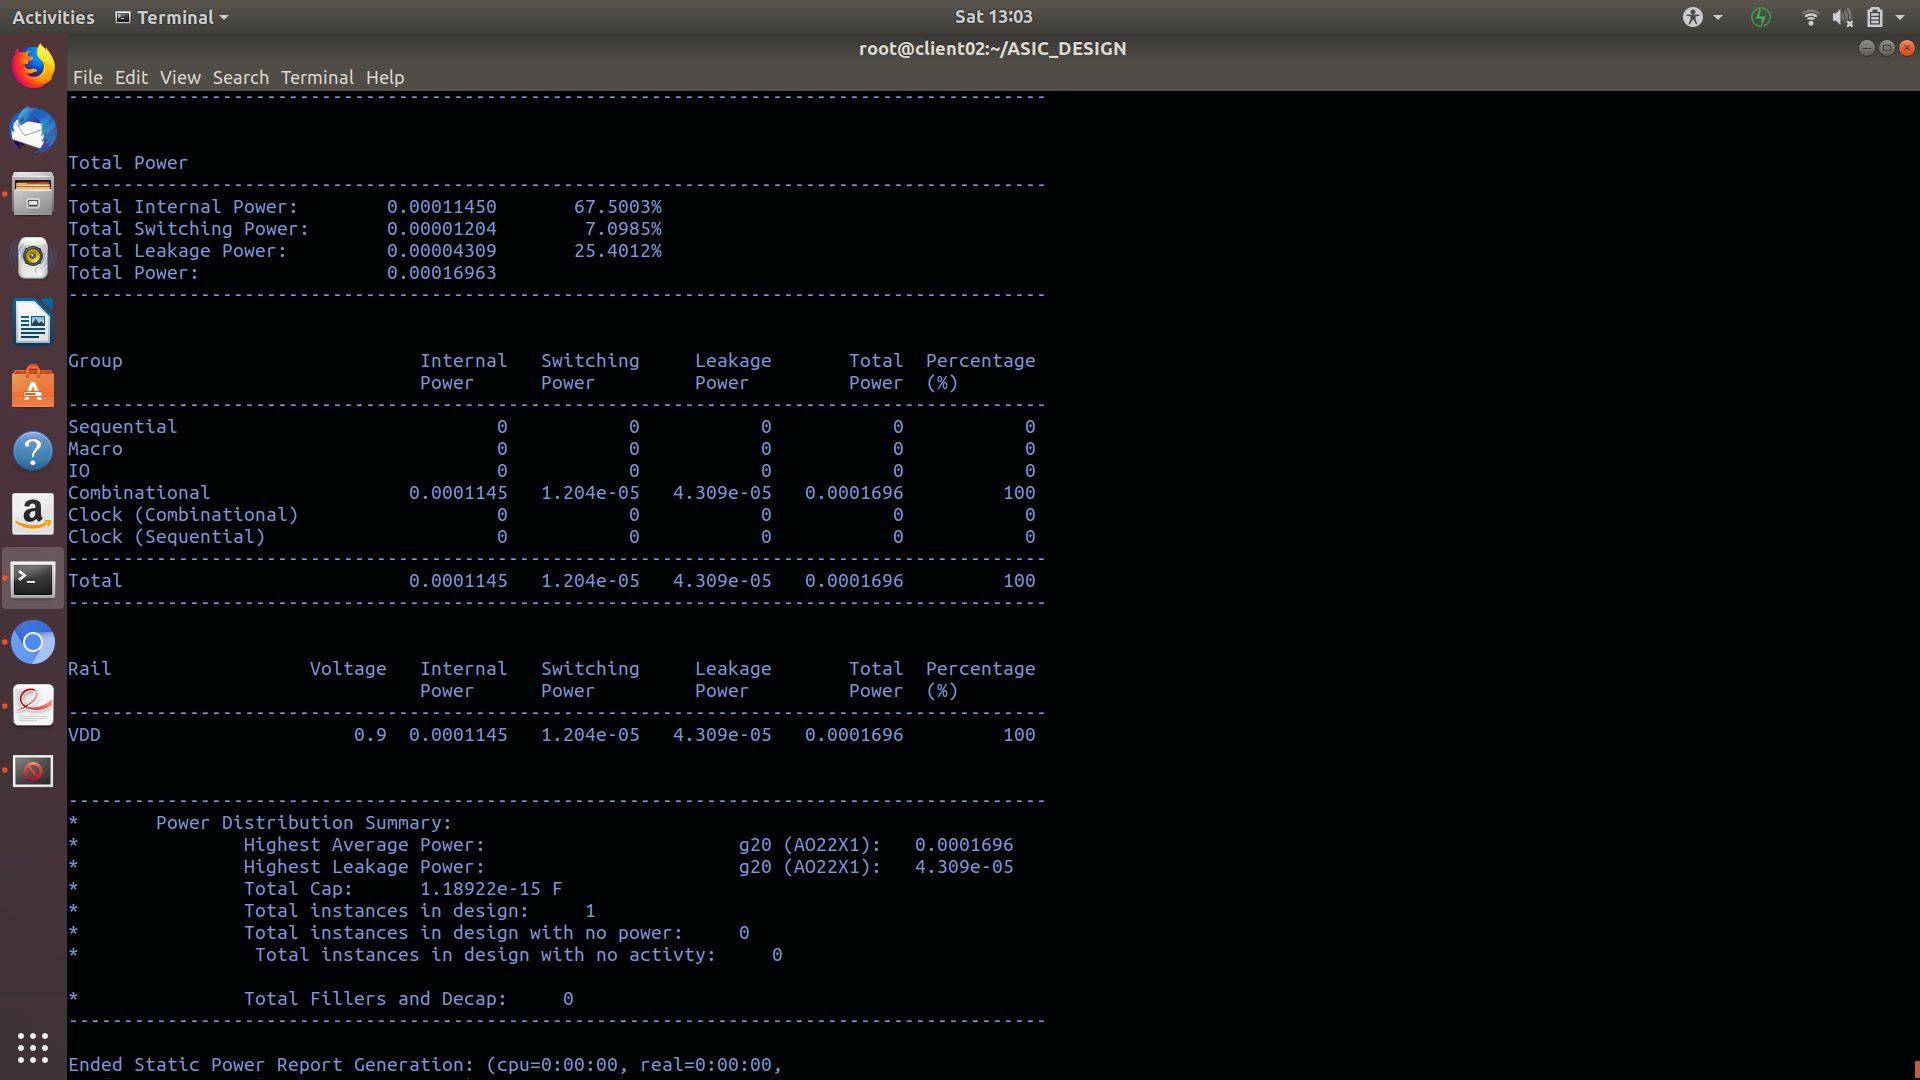 Activities Terminal Sat 13:03
root@client02:~/ASIC_DESIGN
File Edit View Search Terminal Help
-----------------------------------------------------------------------------------------
Total Power
-----------------------------------------------------------------------------------------
Total Internal Power:        0.00011450       67.5003%
Total Switching Power:       0.00001204        7.0985%
Total Leakage Power:         0.00004309       25.4012%
Total Power:                 0.00016963
-----------------------------------------------------------------------------------------
Group                           Internal   Switching     Leakage       Total  Percentage
                                Power      Power         Power         Power  (%)
-----------------------------------------------------------------------------------------
Sequential                             0           0           0           0           0
Macro                                  0           0           0           0           0
IO                                     0           0           0           0           0
Combinational                  0.0001145   1.204e-05   4.309e-05   0.0001696         100
Clock (Combinational)                  0           0           0           0           0
Clock (Sequential)                     0           0           0           0           0
-----------------------------------------------------------------------------------------
Total                          0.0001145   1.204e-05   4.309e-05   0.0001696         100
-----------------------------------------------------------------------------------------
Rail                  Voltage   Internal   Switching     Leakage       Total  Percentage
                                Power      Power         Power         Power  (%)
-----------------------------------------------------------------------------------------
VDD                       0.9  0.0001145   1.204e-05   4.309e-05   0.0001696         100
-----------------------------------------------------------------------------------------
*       Power Distribution Summary:
*               Highest Average Power:                       g20 (AO22X1):   0.0001696
*               Highest Leakage Power:                       g20 (AO22X1):   4.309e-05
*               Total Cap:      1.18922e-15 F
*               Total instances in design:     1
*               Total instances in design with no power:     0
*                Total instances in design with no activty:     0
*               Total Fillers and Decap:     0
-----------------------------------------------------------------------------------------
Ended Static Power Report Generation: (cpu=0:00:00, real=0:00:00,